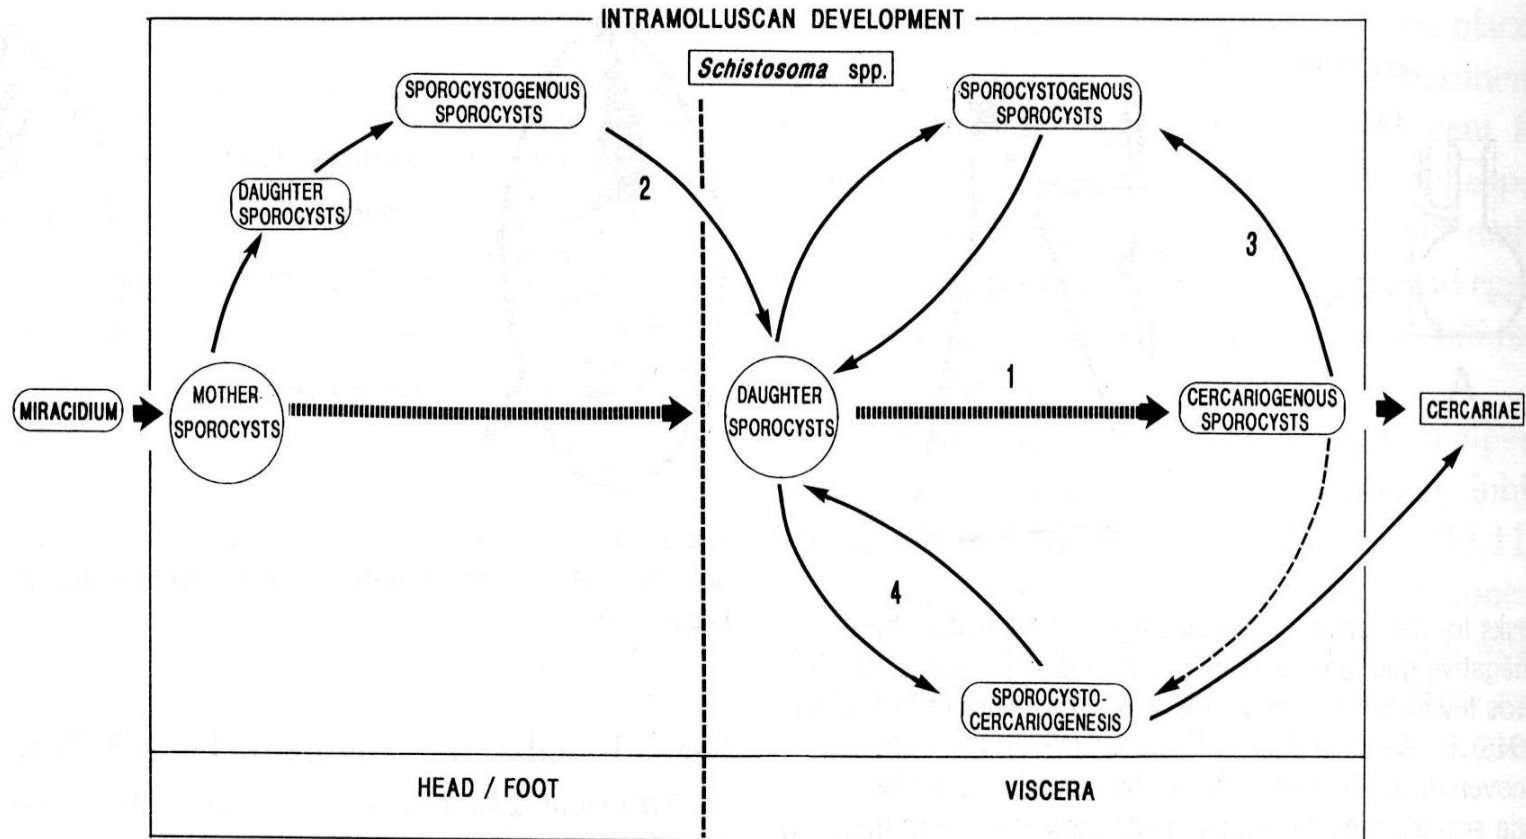 INTRAMOLLUSCAN DEVELOPMENT
Schistosoma spp.
SPOROCYSTOGENOUS
SPOROCYSTS
SPOROCYSTOGENOUS
SPOROCYSTS
DAUGHTER
SPOROCYSTS
2
3
MIRACIDIUM
MOTHER-
SPOROCYSTS
DAUGHTER
SPOROCYSTS
1
CERCARIOGENOUS
SPOROCYSTS
CERCARIAE
4
SPOROCYSTO-
CERCARIOGENESIS
HEAD / FOOT
VISCERA